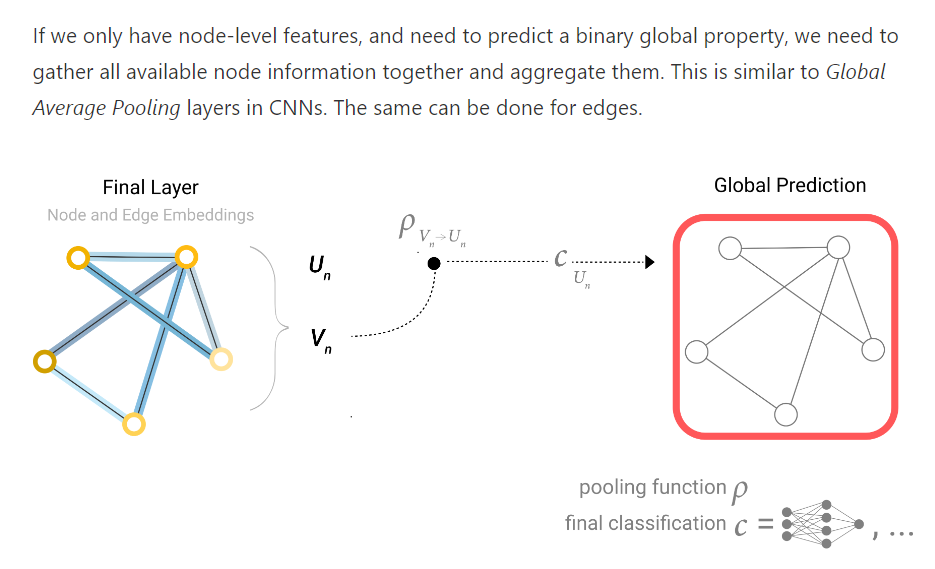 If we only have node-level features, and need to predict a binary global property, we need to
gather all available node information together and aggregate them. This is similar to Global
Average Pooling layers in CNNs. The same can be done for edges.
Final Layer
Node and Edge Embeddings
Global Prediction
ρ Vn→Un
Un
c Un
Vn
pooling function ρ
final classification c = , ...